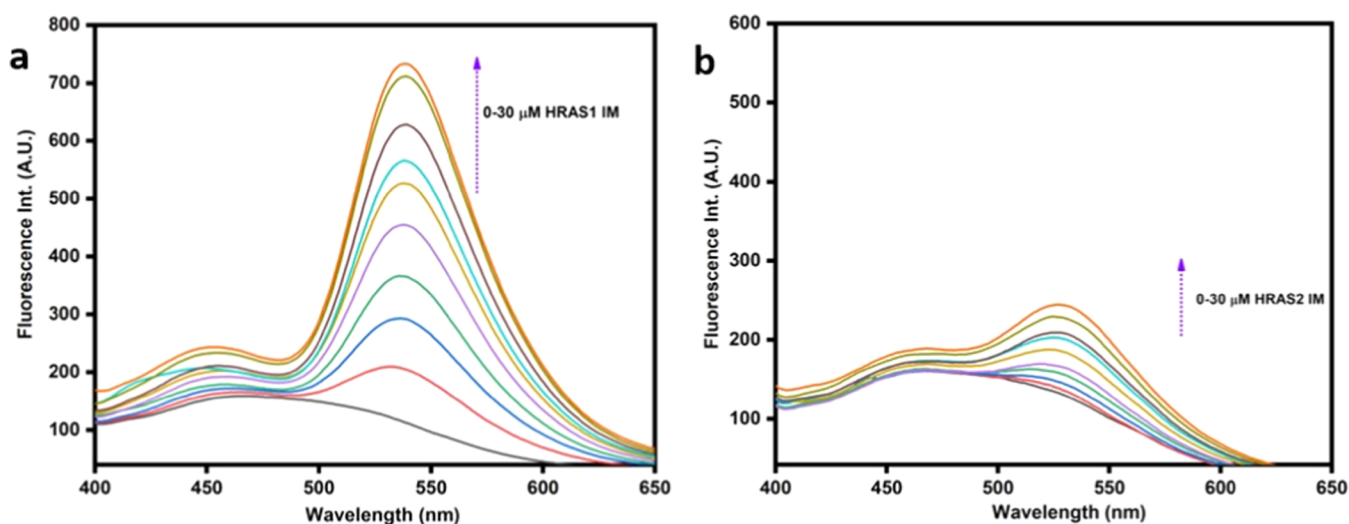 a
800
700
600
500
400
300
200
100
Fluorescence Int. (A.U.)
0-30 μM HRAS1 IM
400 450 500 550 600 650
Wavelength (nm)
b
600
500
400
300
200
100
Fluorescence Int. (A.U.)
0-30 μM HRAS2 IM
400 450 500 550 600 650
Wavelength (nm)